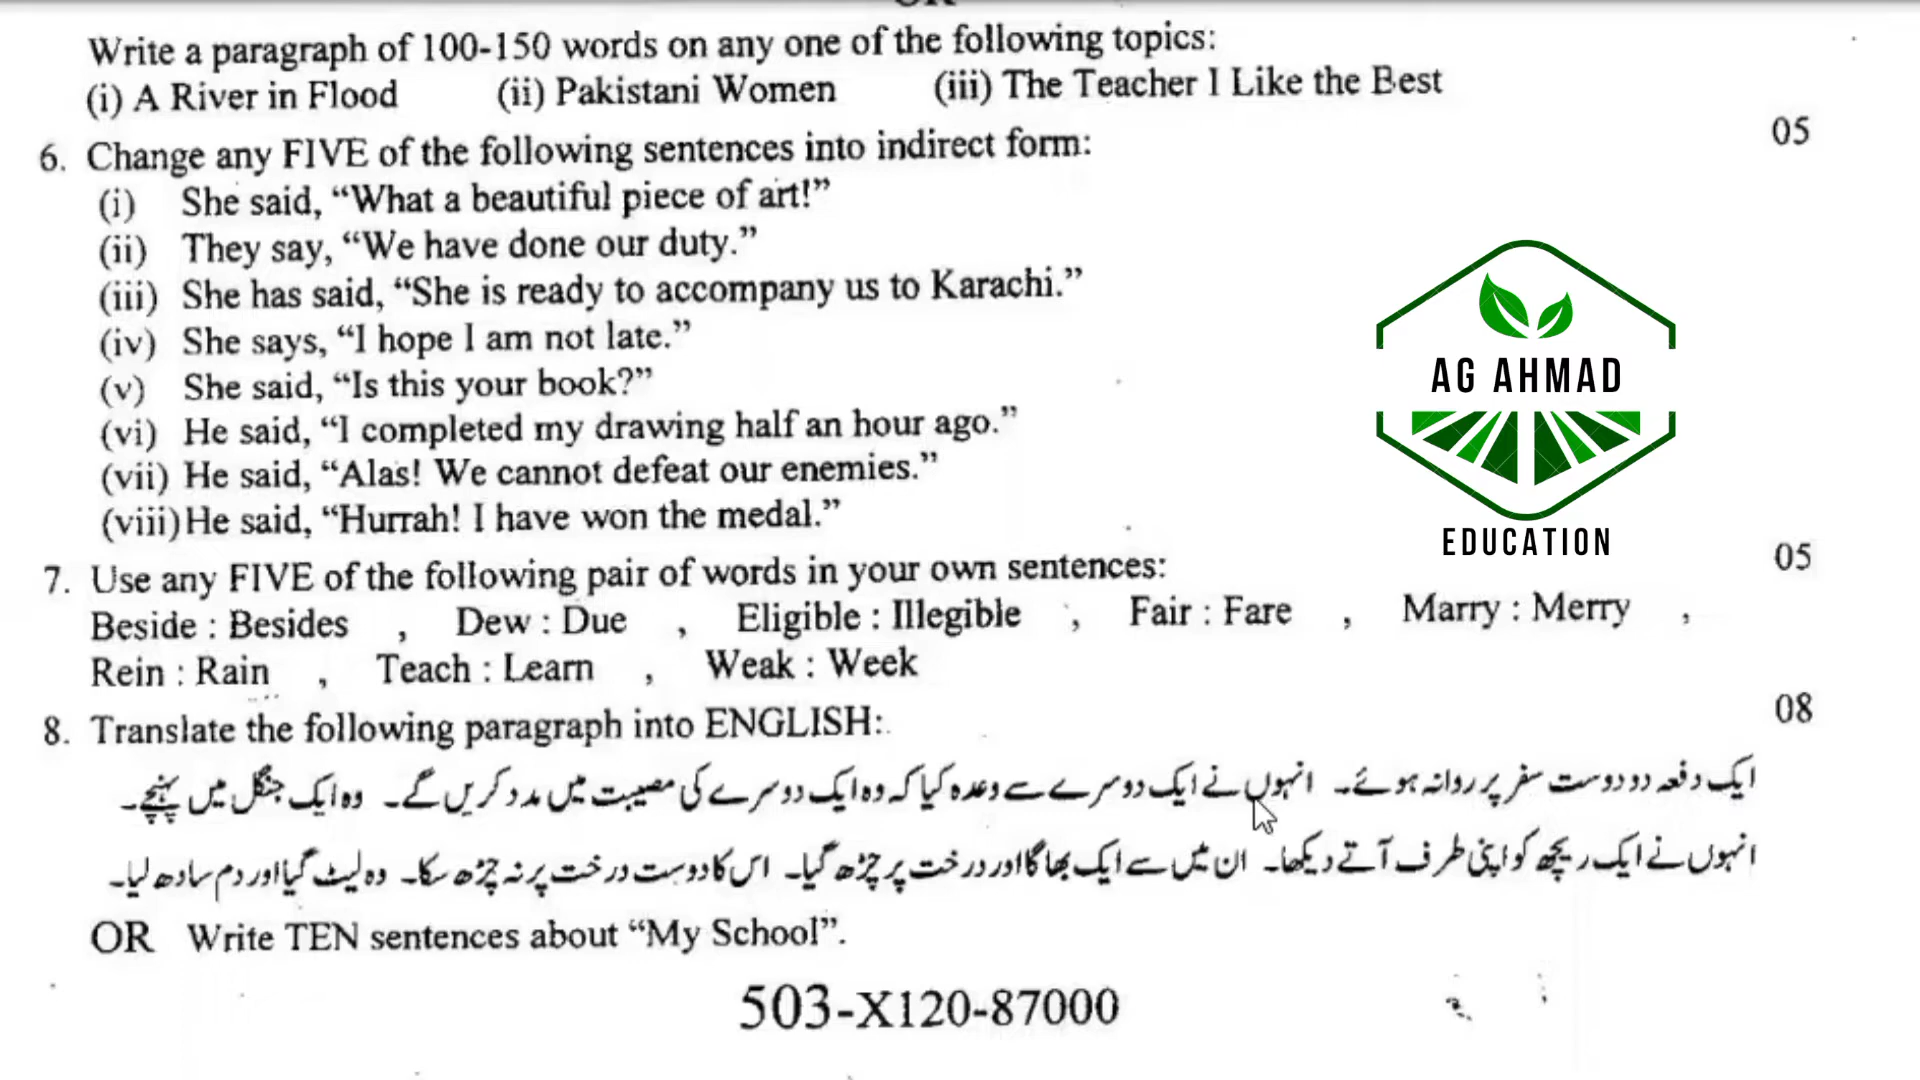 Write a paragraph of 100-150 words on any one of the following topics:
(i) A River in Flood (ii) Pakistani Women (iii) The Teacher I Like the Best
6. Change any FIVE of the following sentences into indirect form: 05
(i) She said, “What a beautiful piece of art!”
(ii) They say, “We have done our duty.”
(iii) She has said, “She is ready to accompany us to Karachi.”
(iv) She says, “I hope I am not late.”
(v) She said, “Is this your book?”
(vi) He said, “I completed my drawing half an hour ago.”
(vii) He said, “Alas! We cannot defeat our enemies.”
(viii) He said, “Hurrah! I have won the medal.”
AG AHMAD
EDUCATION
7. Use any FIVE of the following pair of words in your own sentences: 05
Beside : Besides , Dew : Due , Eligible : Illegible , Fair : Fare , Marry : Merry ,
Rein : Rain , Teach : Learn , Weak : Week
8. Translate the following paragraph into ENGLISH: 08
ایک دفعہ دو دوست سفر پر روانہ ہوئے۔ انہوں نے ایک دوسرے سے وعدہ کیا کہ وہ ایک دوسرے کی مصیبت میں مدد کریں گے۔ وہ ایک جنگل میں پہنچے۔
انہوں نے ایک ریچھ کو اپنی طرف آتے دیکھا۔ ان میں سے ایک بھاگا اور درخت پر چڑھ گیا۔ اس کا دوست درخت پر نہ چڑھ سکا۔ وہ لیٹ گیا اور دم سادھ لیا۔
OR Write TEN sentences about “My School”.
503-X120-87000